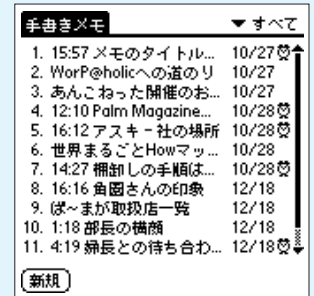 手書きメモ ▼ すべて
1. 15:57 メモのタイトル... 10/27
2. WorP@holicへの道のり 10/27
3. あんこねった開催のお... 10/27
4. 12:10 Palm Magazine... 10/28
5. 16:12 アスキー社の場所 10/28
6. 世界まるごとHowマッ... 10/28
7. 14:27 棚卸しの手順は... 10/28
8. 16:16 角園さんの印象 12/18
9. ぽ~まが取扱店一覧 12/18
10. 1:18 部長の横顔 12/18
11. 4:19 婦長との待ち合わ... 12/18
新規